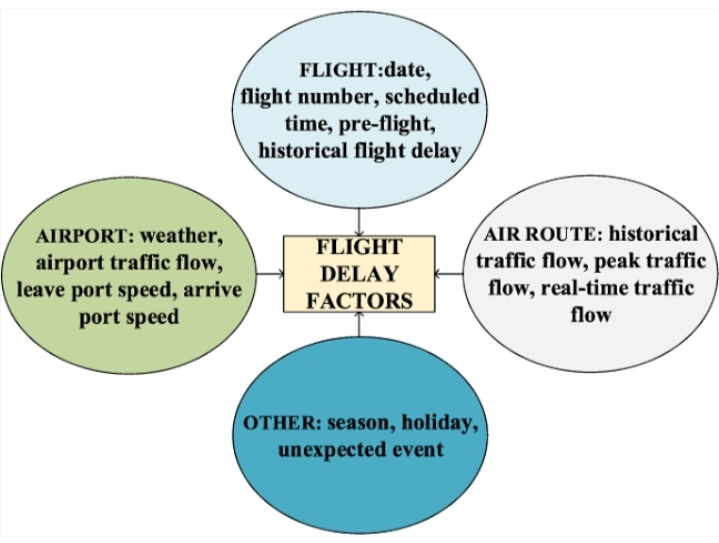 FLIGHT:date,
flight number, scheduled
time, pre-flight,
historical flight delay
AIRPORT: weather,
airport traffic flow,
leave port speed, arrive
port speed
FLIGHT
DELAY
FACTORS
AIR ROUTE: historical
traffic flow, peak traffic
flow, real-time traffic
flow
OTHER: season, holiday,
unexpected event